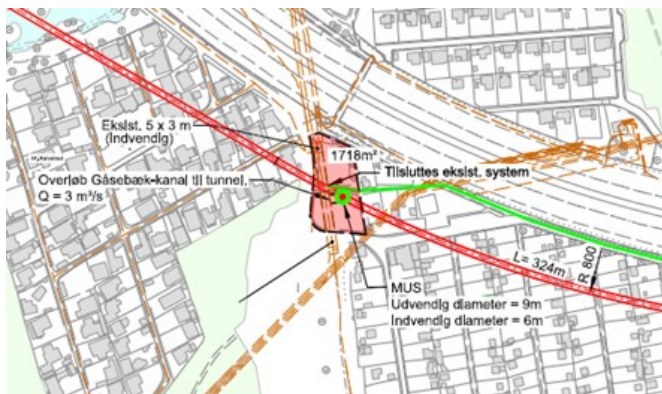 Eksist. 5 x 3 m
(Indvendig)
1718m²
Tilsluttes eksist. system
Overløb Gåsebæk-kanal til tunnel,
Q = 3 m³/s
L= 324m
R 800
MUS
Udvendig diameter = 9m
Indvendig diameter = 6m